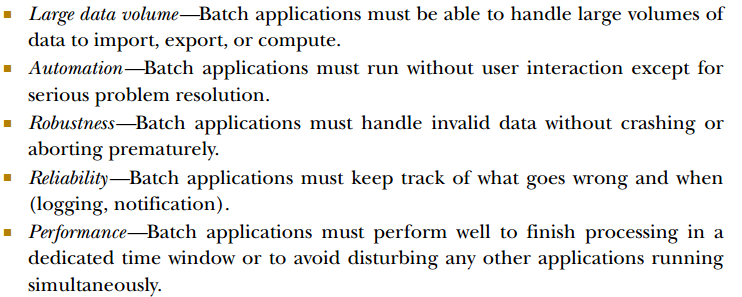 ▪ Large data volume—Batch applications must be able to handle large volumes of
data to import, export, or compute.
▪ Automation—Batch applications must run without user interaction except for
serious problem resolution.
▪ Robustness—Batch applications must handle invalid data without crashing or
aborting prematurely.
▪ Reliability—Batch applications must keep track of what goes wrong and when
(logging, notification).
▪ Performance—Batch applications must perform well to finish processing in a
dedicated time window or to avoid disturbing any other applications running
simultaneously.